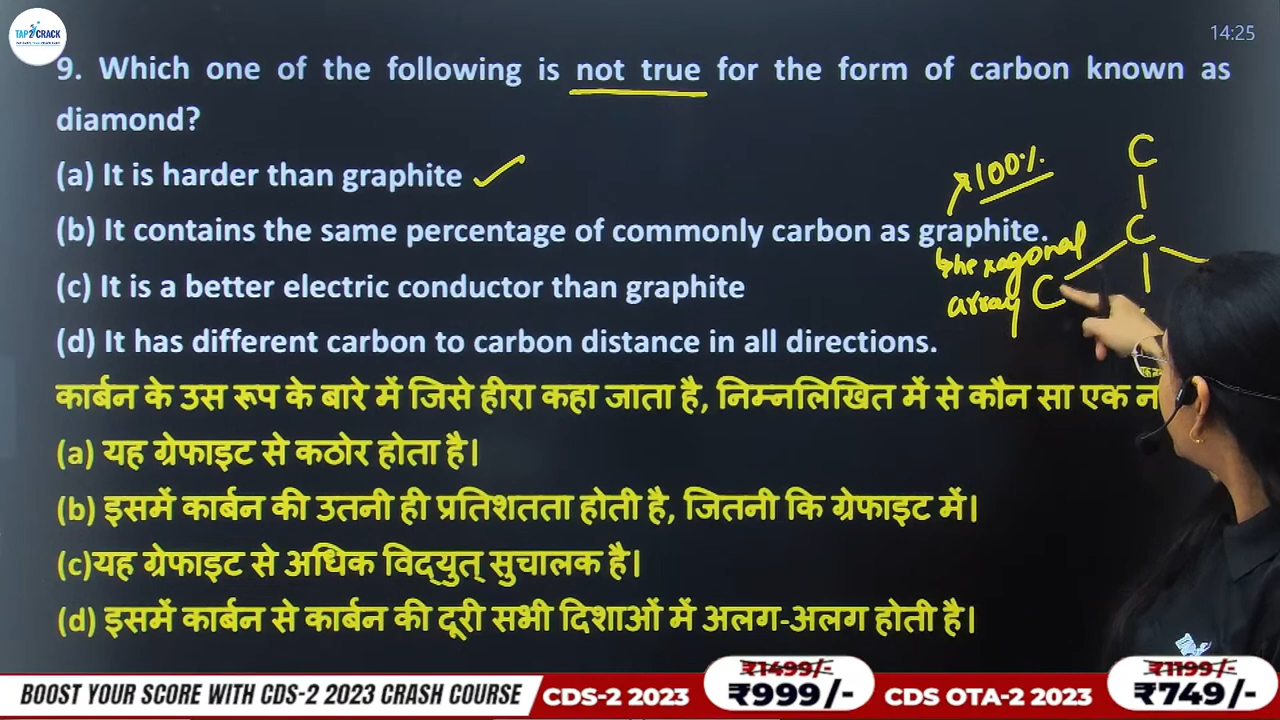 TAP2CRACK
14:25
9. Which one of the following is not true for the form of carbon known as
diamond?
(a) It is harder than graphite
(b) It contains the same percentage of commonly carbon as graphite.
(c) It is a better electric conductor than graphite
(d) It has different carbon to carbon distance in all directions.
100%
hexagonal
array
C
C
C
कार्बन के उस रूप के बारे में जिसे हीरा कहा जाता है, निम्नलिखित में से कौन सा एक न
(a) यह ग्रेफाइट से कठोर होता है।
(b) इसमें कार्बन की उतनी ही प्रतिशतता होती है, जितनी कि ग्रेफाइट में।
(c)यह ग्रेफाइट से अधिक विद्युत् सुचालक है।
(d) इसमें कार्बन से कार्बन की दूरी सभी दिशाओं में अलग-अलग होती है।
BOOST YOUR SCORE WITH CDS-2 2023 CRASH COURSE CDS-2 2023 ₹1499/- ₹999/- CDS OTA-2 2023 ₹1199/- ₹749/-